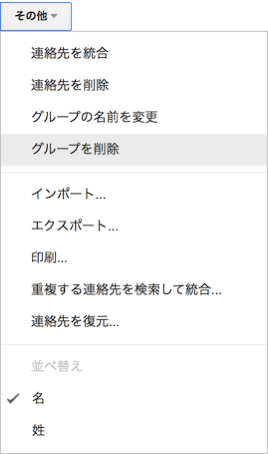 その他
連絡先を統合
連絡先を削除
グループの名前を変更
グループを削除
インポート...
エクスポート...
印刷...
重複する連絡先を検索して統合...
連絡先を復元...
並べ替え
名
姓